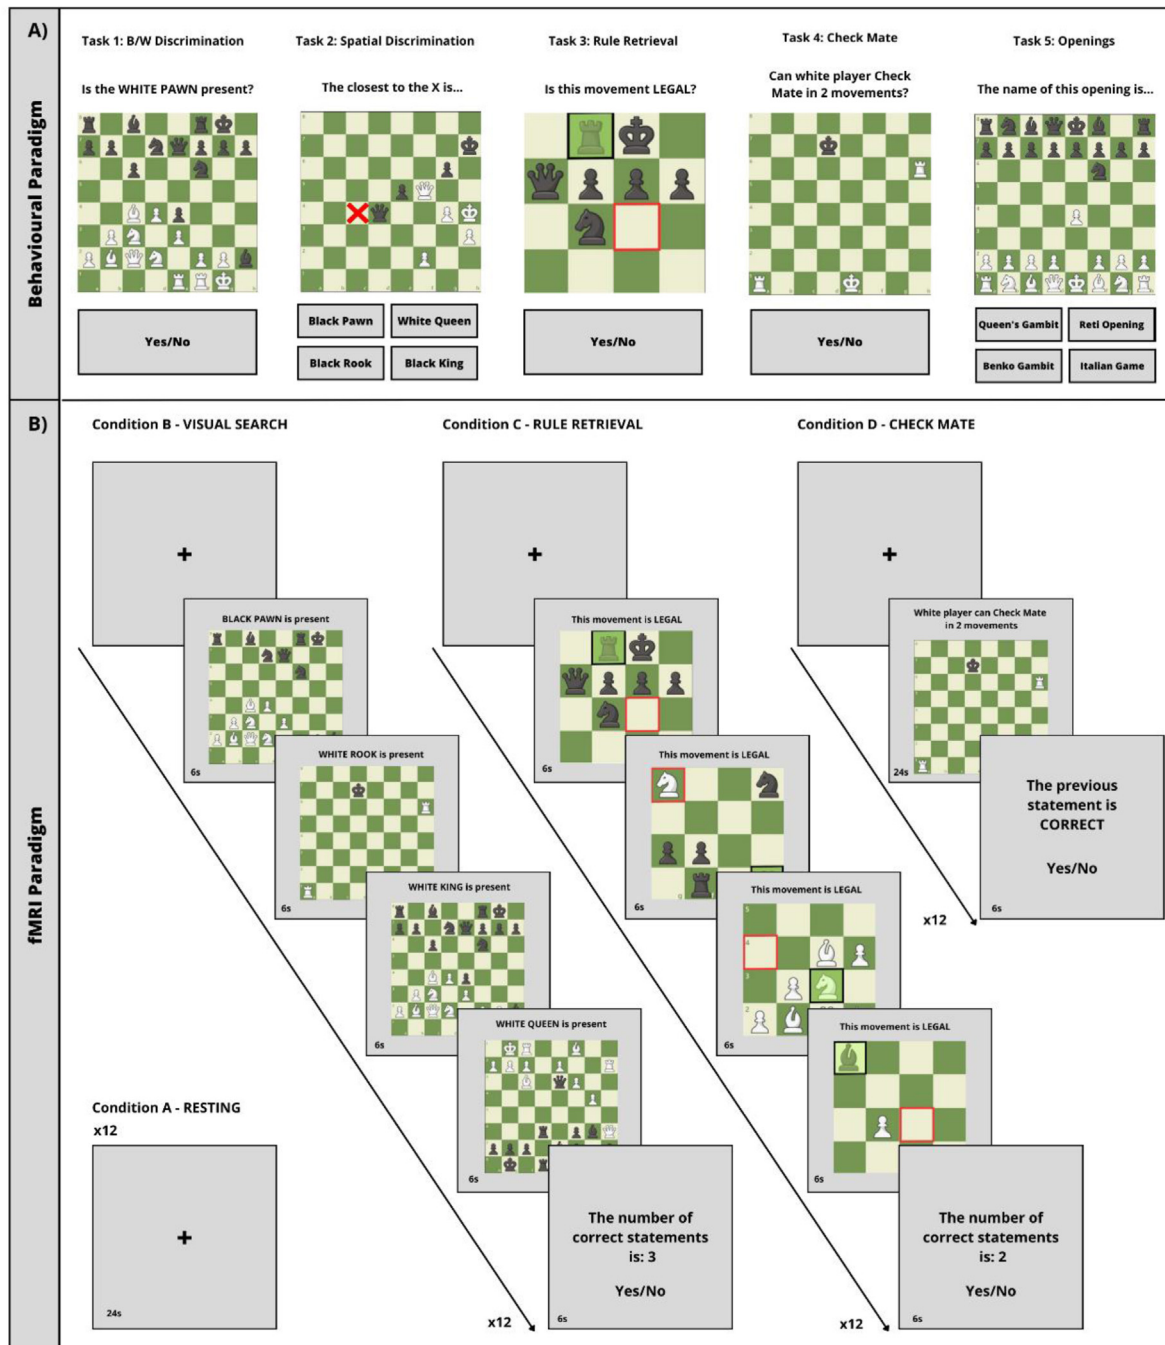 A)
Behavioural Paradigm
Task 1: B/W Discrimination
Is the WHITE PAWN present?
Yes/No
Task 2: Spatial Discrimination
The closest to the X is...
Black Pawn
White Queen
Black Rook
Black King
Task 3: Rule Retrieval
Is this movement LEGAL?
Yes/No
Task 4: Check Mate
Can white player Check
Mate in 2 movements?
Yes/No
Task 5: Openings
The name of this opening is...
Queen's Gambit
Reti Opening
Benko Gambit
Italian Game
B)
fMRI Paradigm
Condition B - VISUAL SEARCH
+
BLACK PAWN is present
6s
WHITE ROOK is present
6s
WHITE KING is present
6s
WHITE QUEEN is present
6s
The number of
correct statements
is: 3
Yes/No
6s
x12
Condition C - RULE RETRIEVAL
+
This movement is LEGAL
6s
This movement is LEGAL
6s
This movement is LEGAL
5
4
3
2
6s
This movement is LEGAL
6s
The number of
correct statements
is: 2
Yes/No
6s
x12
Condition D - CHECK MATE
+
White player can Check Mate
in 2 movements
24s
The previous
statement is
CORRECT
Yes/No
6s
x12
Condition A - RESTING
x12
+
24s